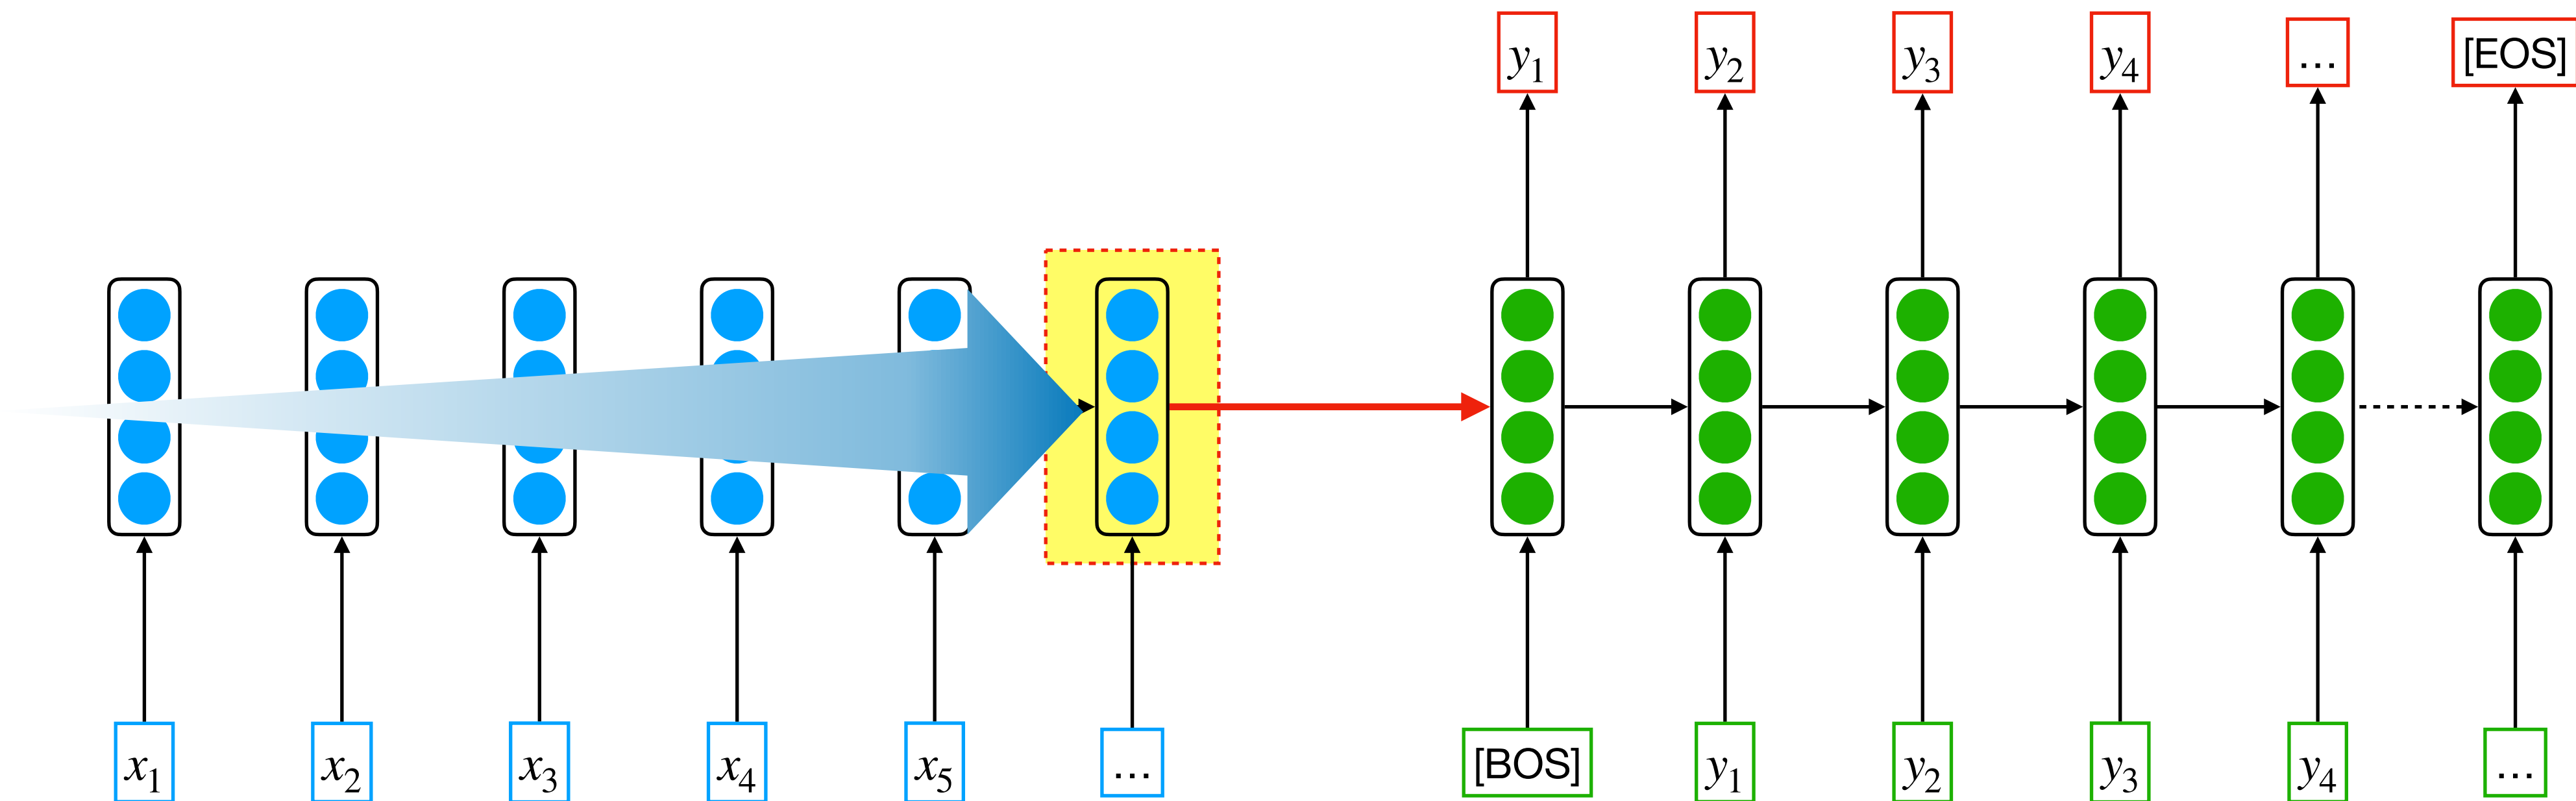 y₁ y₂ y₃ y₄ ... [EOS]
x₁ x₂ x₃ x₄ x₅ ... [BOS] y₁ y₂ y₃ y₄ ...